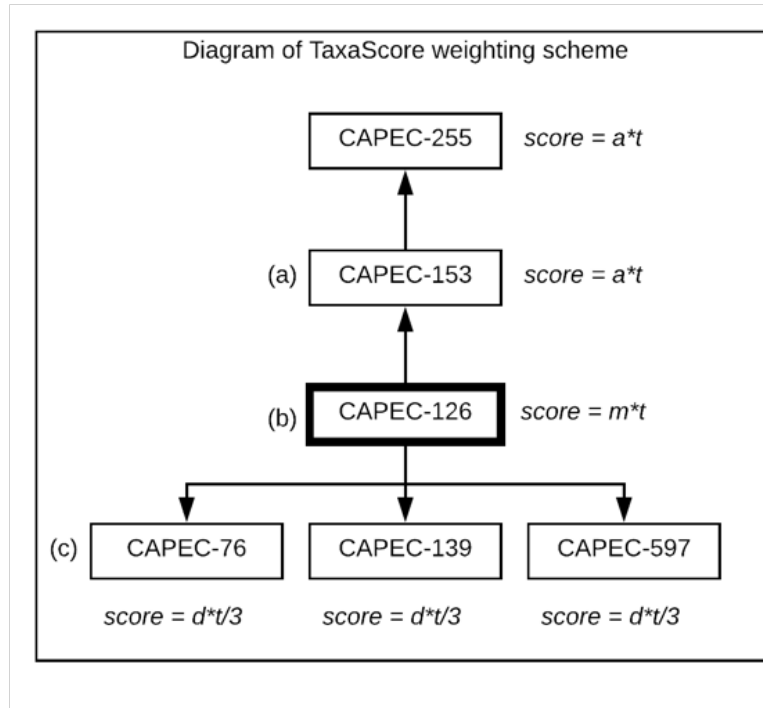 Diagram of TaxaScore weighting scheme
CAPEC-255 score = a*t
(a) CAPEC-153 score = a*t
(b) CAPEC-126 score = m*t
(c) CAPEC-76 CAPEC-139 CAPEC-597
score = d*t/3 score = d*t/3 score = d*t/3